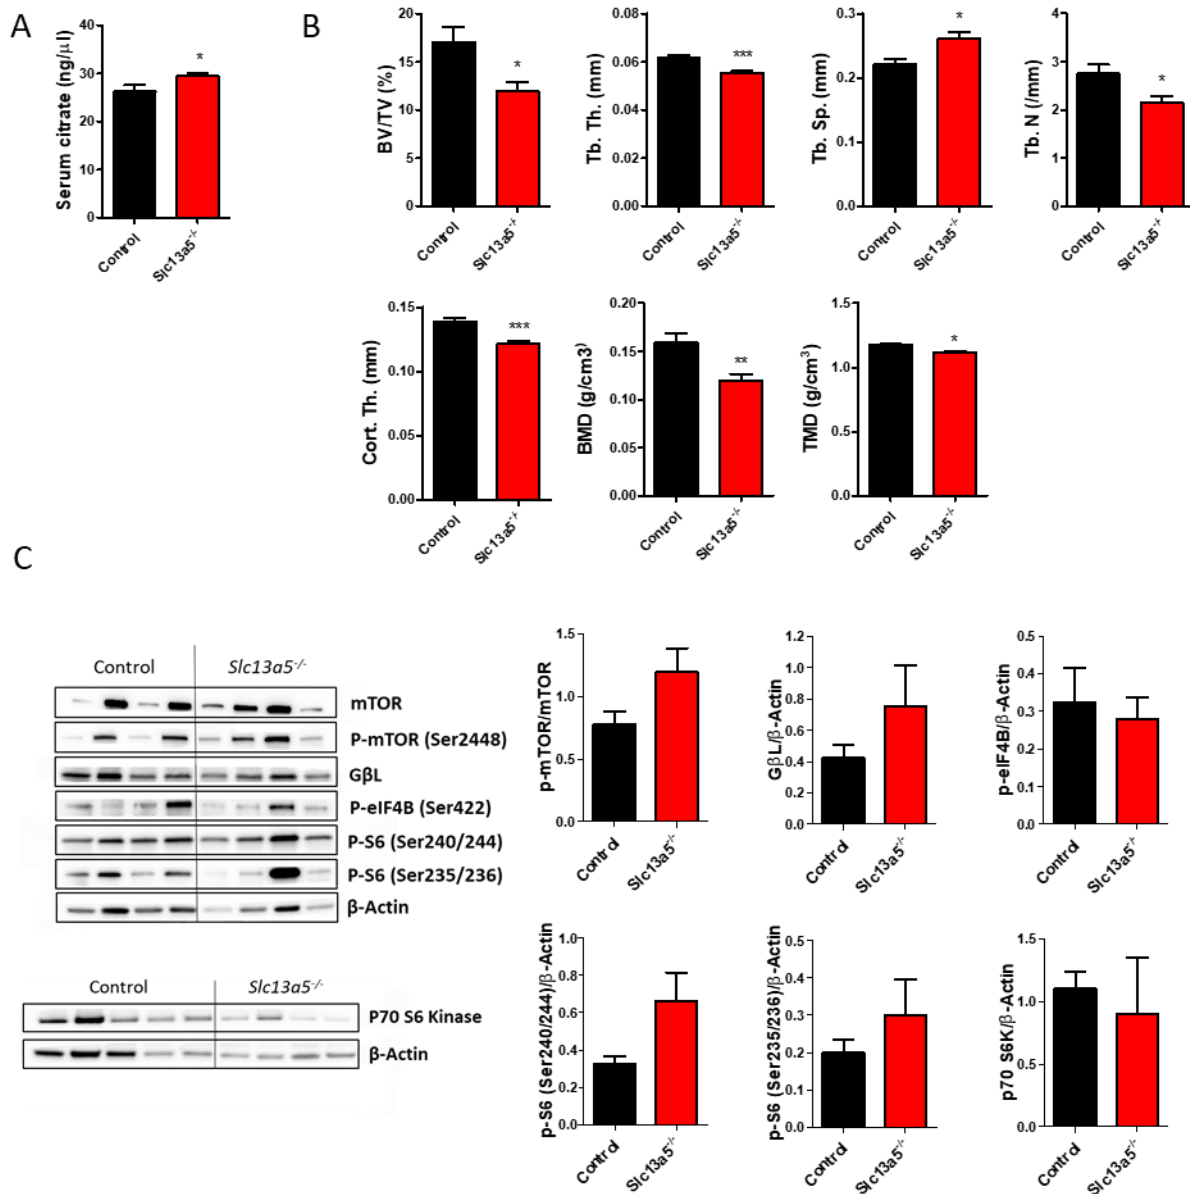 A
Serum citrate (ng/µl)
40
30
20
10
0
*
Control
Slc13a5-/-
B
BV/TV (%)
20
15
10
5
0
*
Control
Slc13a5-/-
Tb. Th. (mm)
0.08
0.06
0.04
0.02
0.00
***
Control
Slc13a5-/-
Tb. Sp. (mm)
0.3
0.2
0.1
0.0
*
Control
Slc13a5-/-
Tb. N (/mm)
4
3
2
1
0
*
Control
Slc13a5-/-
Cort. Th. (mm)
0.15
0.10
0.05
0.00
***
Control
Slc13a5-/-
BMD (g/cm3)
0.20
0.15
0.10
0.05
0.00
**
Control
Slc13a5-/-
TMD (g/cm3)
1.5
1.0
0.5
0.0
*
Control
Slc13a5-/-
C
Control
Slc13a5-/-
mTOR
P-mTOR (Ser2448)
GβL
P-eIF4B (Ser422)
P-S6 (Ser240/244)
P-S6 (Ser235/236)
β-Actin
Control
Slc13a5-/-
P70 S6 Kinase
β-Actin
p-mTOR/mTOR
1.5
1.0
0.5
0.0
Control
Slc13a5-/-
GβL/β-Actin
1.2
1.0
0.8
0.6
0.4
0.2
0.0
Control
Slc13a5-/-
p-eIF4B/β-Actin
0.5
0.4
0.3
0.2
0.1
0.0
Control
Slc13a5-/-
p-S6 (Ser240/244)/β-Actin
1.0
0.8
0.6
0.4
0.2
0.0
Control
Slc13a5-/-
p-S6 (Ser235/236)/β-Actin
0.5
0.4
0.3
0.2
0.1
0.0
Control
Slc13a5-/-
p70 S6K/β-Actin
1.5
1.0
0.5
0.0
Control
Slc13a5-/-